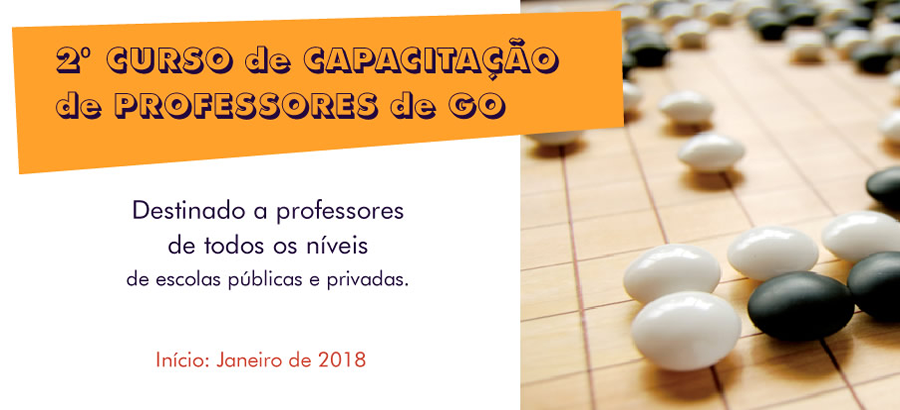 2º CURSO de CAPACITAÇÃO
de PROFESSORES de GO
Destinado a professores
de todos os níveis
de escolas públicas e privadas.
Início: Janeiro de 2018